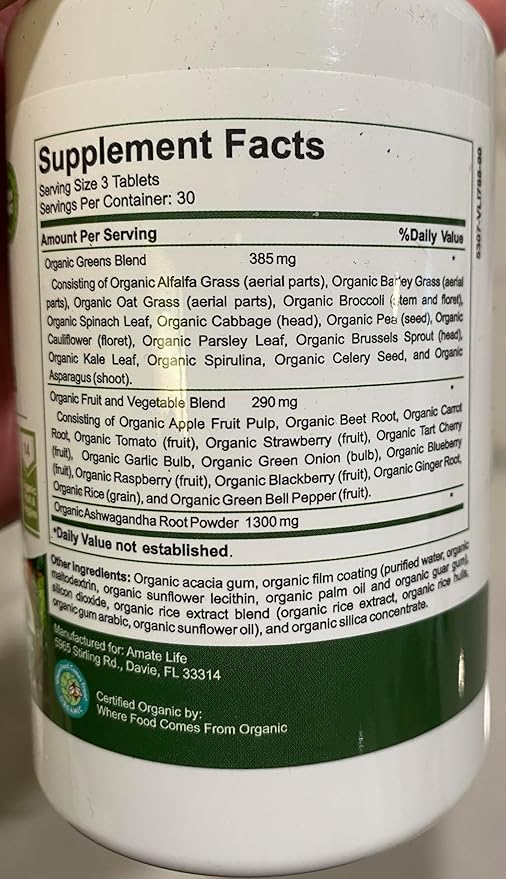 Supplement Facts
Serving Size 3 Tablets
Servings Per Container: 30
Amount Per Serving %Daily Value
Organic Greens Blend 385 mg *
Consisting of Organic Alfalfa Grass (aerial parts), Organic Barley Grass (aerial
parts), Organic Oat Grass (aerial parts), Organic Broccoli (stem and floret),
Organic Spinach Leaf, Organic Cabbage (head), Organic Pea (seed), Organic
Cauliflower (floret), Organic Parsley Leaf, Organic Brussels Sprout (head),
Organic Kale Leaf, Organic Spirulina, Organic Celery Seed, and Organic
Asparagus (shoot).
Organic Fruit and Vegetable Blend 290 mg *
Consisting of Organic Apple Fruit Pulp, Organic Beet Root, Organic Carrot
Root, Organic Tomato (fruit), Organic Strawberry (fruit), Organic Tart Cherry
(fruit), Organic Garlic Bulb, Organic Green Onion (bulb), Organic Blueberry
(fruit), Organic Raspberry (fruit), Organic Blackberry (fruit), Organic Ginger Root,
Organic Rice (grain), and Organic Green Bell Pepper (fruit).
Organic Ashwagandha Root Powder 1300 mg *
*Daily Value not established.
Other ingredients: Organic acacia gum, organic film coating (purified water, organic
maltodextrin, organic sunflower lecithin, organic palm oil and organic guar gum),
silicon dioxide, organic rice extract blend (organic rice extract, organic rice hulls,
organic gum arabic, organic sunflower oil), and organic silica concentrate.
Manufactured for: Amate Life
5965 Stirling Rd., Davie, FL 33314
Certified Organic by:
Where Food Comes From Organic
ORGANIC
14